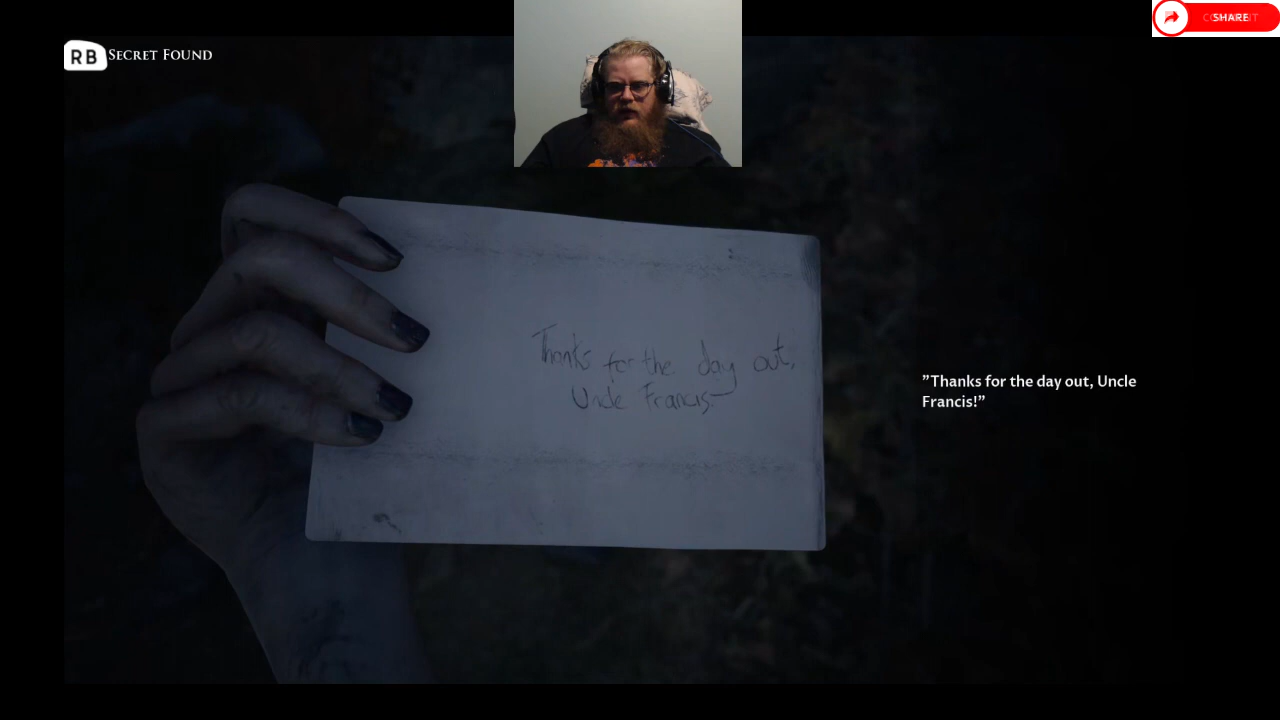 RB SECRET FOUND
SHARE
Thanks for the day out,
Uncle Francis!
”Thanks for the day out, Uncle
Francis!”